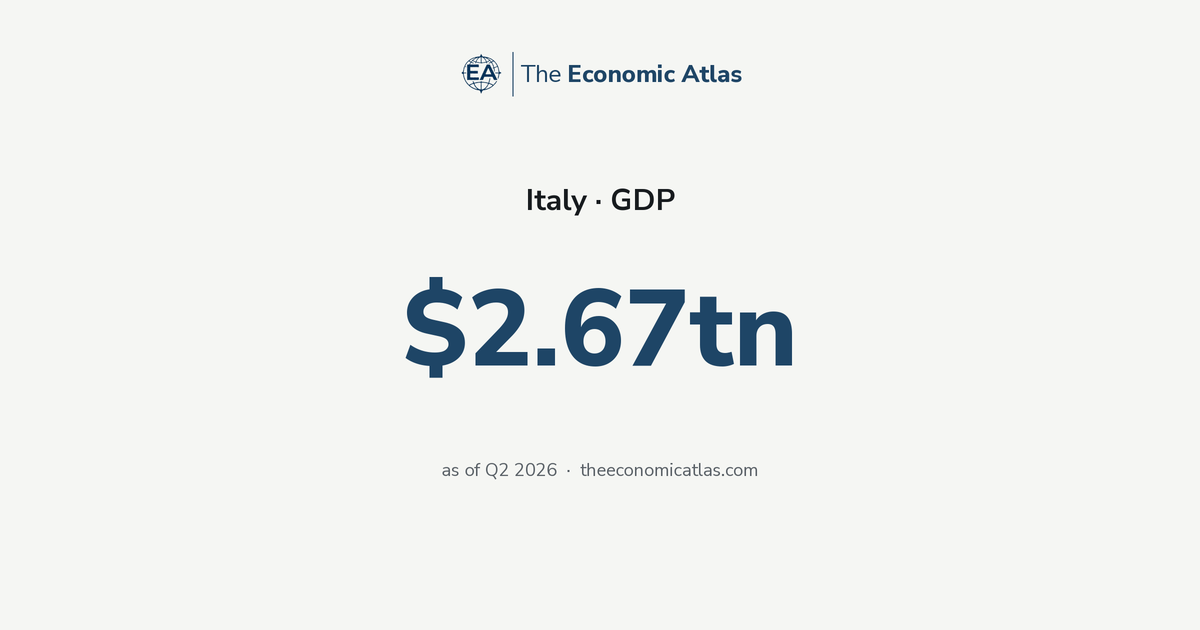 EA The Economic Atlas
Italy · GDP
$2.67tn
as of Q2 2026 · theeconomicatlas.com